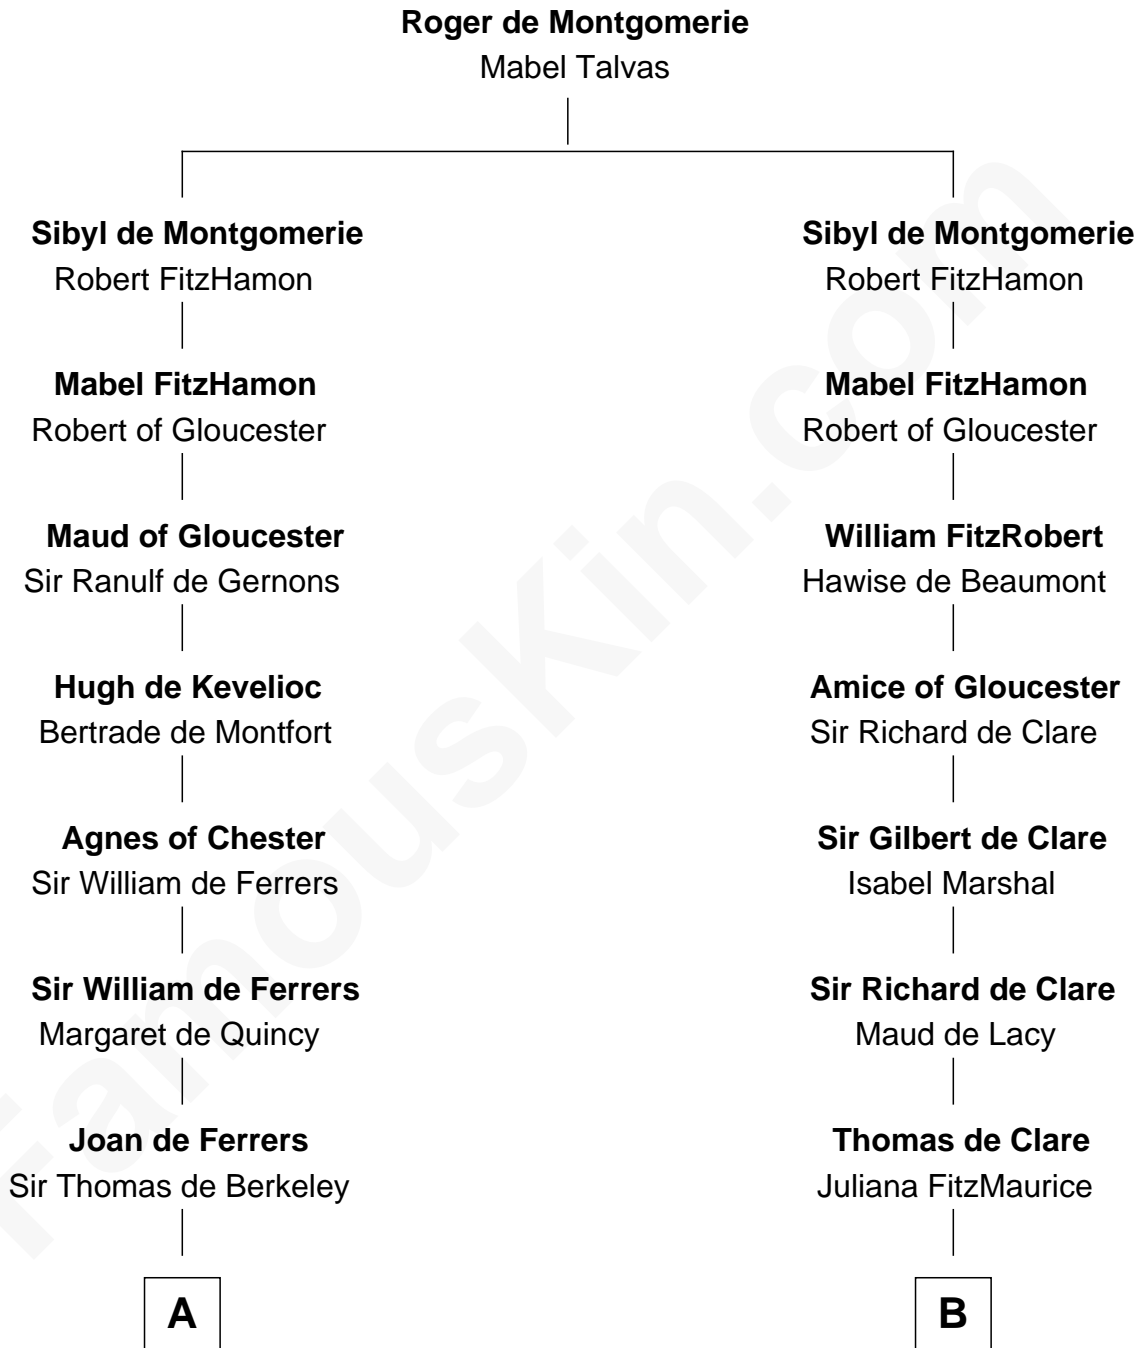 Roger de Montgomerie
Mabel Talvas
Sibyl de Montgomerie
Robert FitzHamon
Mabel FitzHamon
Robert of Gloucester
Maud of Gloucester
Sir Ranulf de Gernons
Hugh de Kevelioc
Bertrade de Montfort
Agnes of Chester
Sir William de Ferrers
Sir William de Ferrers
Margaret de Quincy
Joan de Ferrers
Sir Thomas de Berkeley
A
Sibyl de Montgomerie
Robert FitzHamon
Mabel FitzHamon
Robert of Gloucester
William FitzRobert
Hawise de Beaumont
Amice of Gloucester
Sir Richard de Clare
Sir Gilbert de Clare
Isabel Marshal
Sir Richard de Clare
Maud de Lacy
Thomas de Clare
Juliana FitzMaurice
B
FamousKin.com